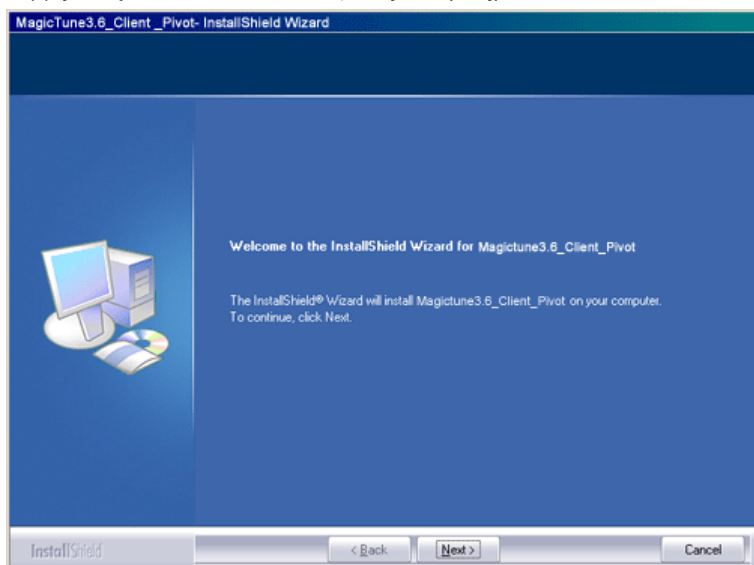 MagicTune3.6_Client _Pivot- InstallShield Wizard
Welcome to the InstallShield Wizard for Magictune3.6_Client_Pivot
The InstallShield® Wizard will install Magictune3.6_Client_Pivot on your computer.
To continue, click Next.
InstallShield
< Back
Next >
Cancel